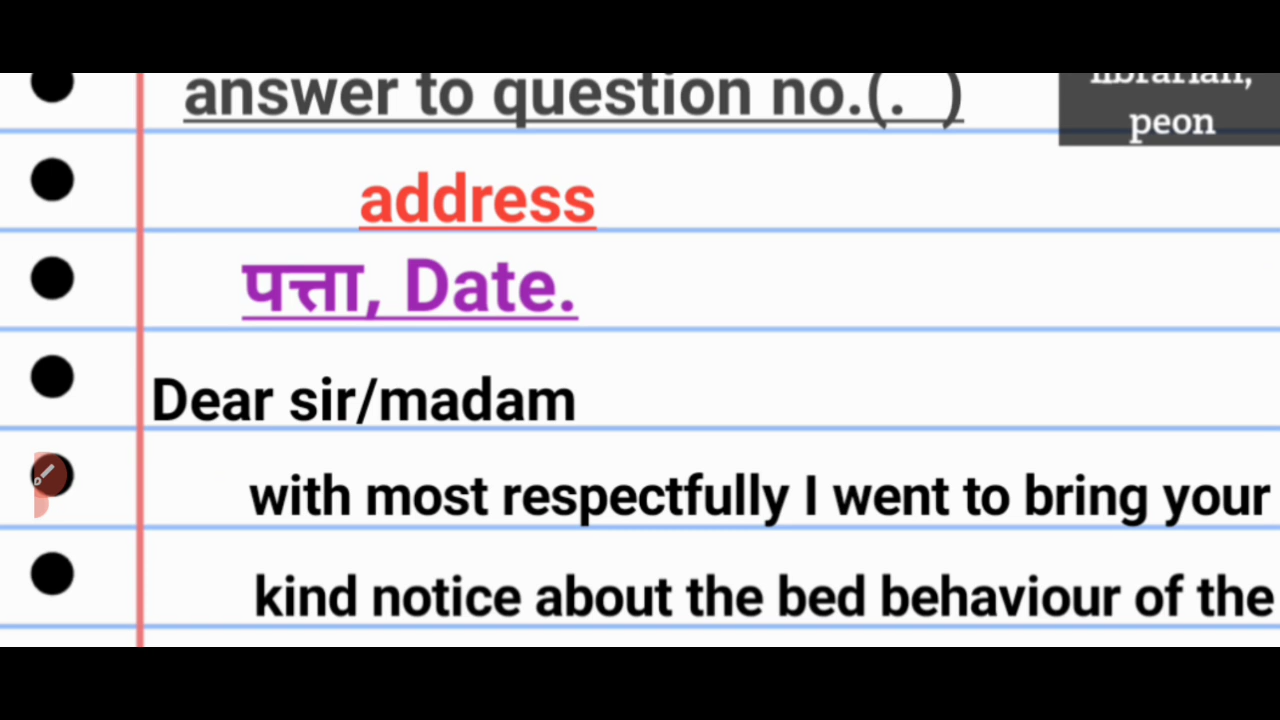 answer to question no.(. )
librarian,
peon
address
पत्ता, Date.
Dear sir/madam
with most respectfully I went to bring your
kind notice about the bed behaviour of the